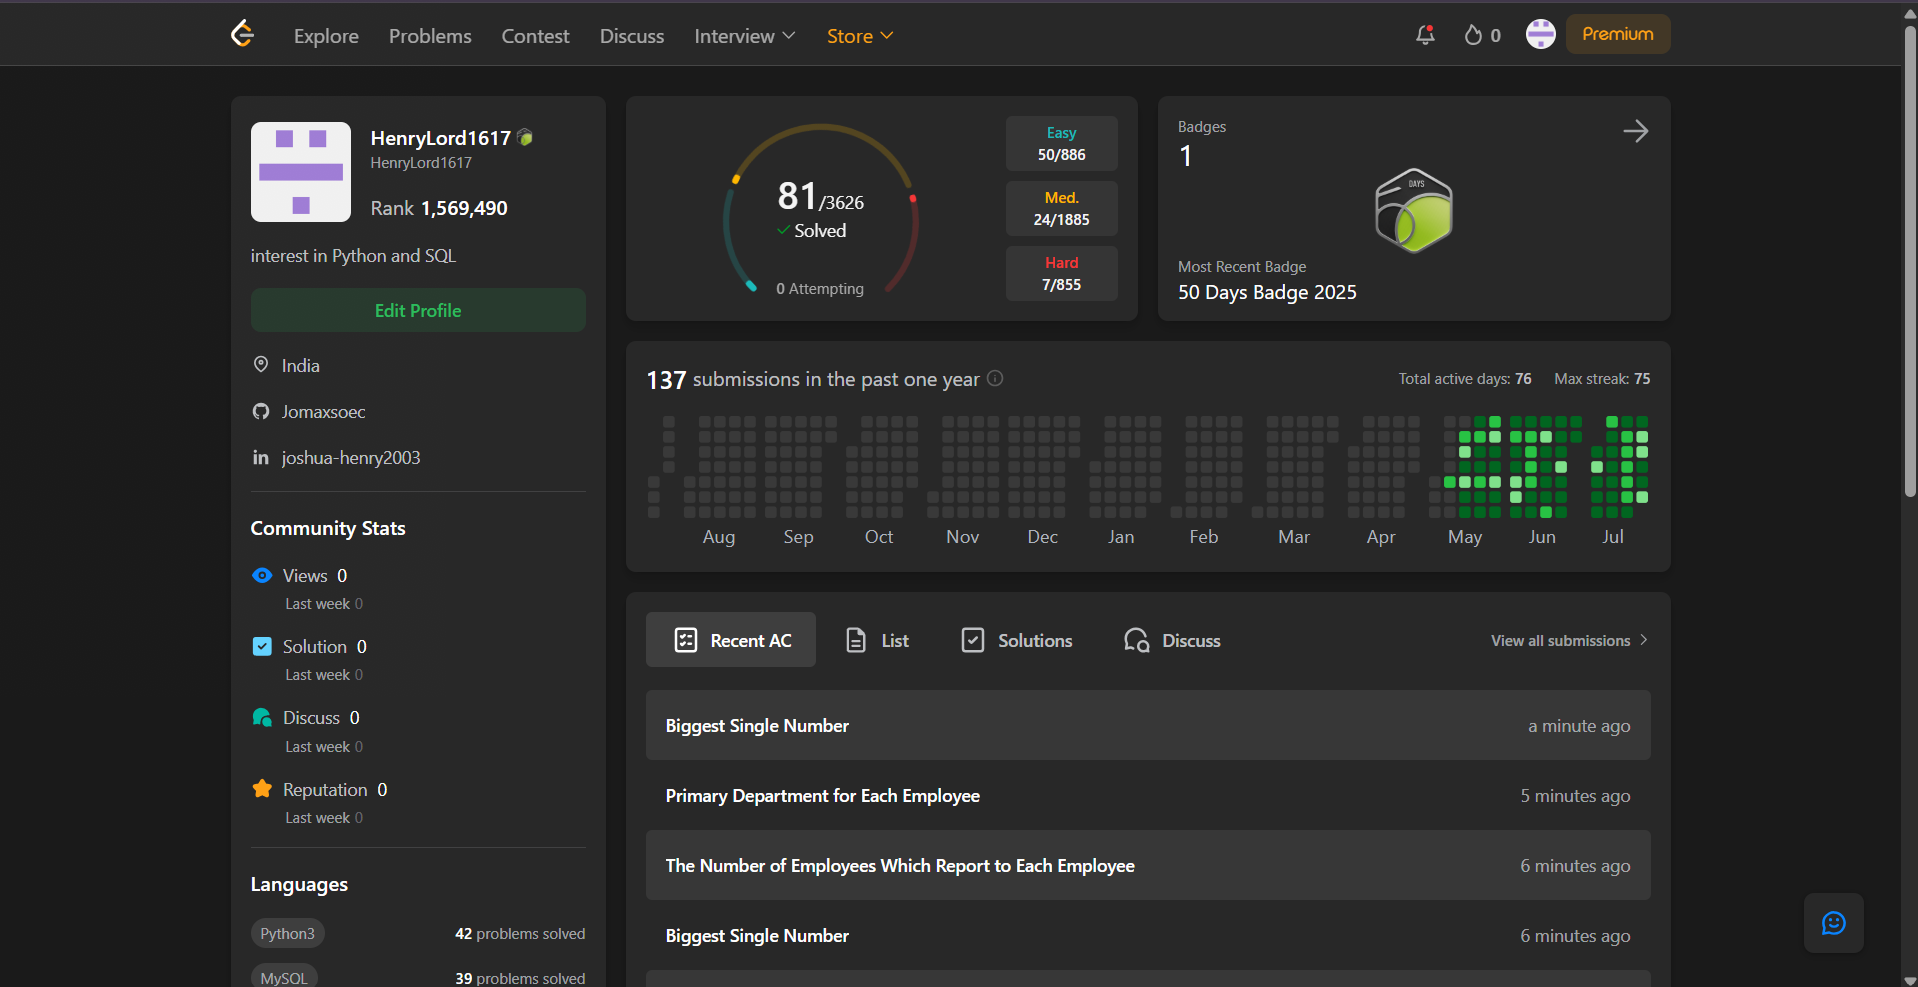 Explore Problems Contest Discuss Interview Store 0 Premium
HenryLord1617
HenryLord1617
Rank 1,569,490
interest in Python and SQL
Edit Profile
India
Jomaxsoec
joshua-henry2003
Community Stats
Views 0
Last week 0
Solution 0
Last week 0
Discuss 0
Last week 0
Reputation 0
Last week 0
Languages
Python3 42 problems solved
MySQL 39 problems solved
81/3626
Solved
0 Attempting
Easy
50/886
Med.
24/1885
Hard
7/855
Badges
1
DAYS
Most Recent Badge
50 Days Badge 2025
137 submissions in the past one year Total active days: 76 Max streak: 75
Aug Sep Oct Nov Dec Jan Feb Mar Apr May Jun Jul
Recent AC List Solutions Discuss View all submissions
Biggest Single Number a minute ago
Primary Department for Each Employee 5 minutes ago
The Number of Employees Which Report to Each Employee 6 minutes ago
Biggest Single Number 6 minutes ago